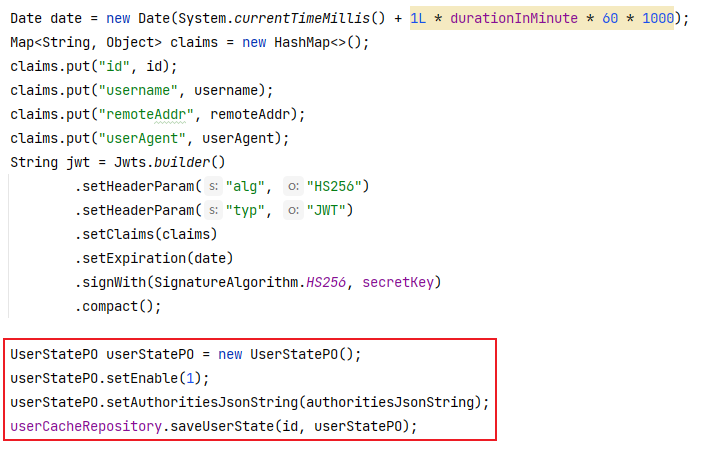 Date date = new Date(System.currentTimeMillis() + 1L * durationInMinute * 60 * 1000);
Map<String, Object> claims = new HashMap<>();
claims.put("id", id);
claims.put("username", username);
claims.put("remoteAddr", remoteAddr);
claims.put("userAgent", userAgent);
String jwt = Jwts.builder()
.setHeaderParam( s: "alg", o: "HS256")
.setHeaderParam( s: "typ", o: "JWT")
.setClaims(claims)
.setExpiration(date)
.signWith(SignatureAlgorithm.HS256, secretKey)
.compact();
UserStatePO userStatePO = new UserStatePO();
userStatePO.setEnable(1);
userStatePO.setAuthoritiesJsonString(authoritiesJsonString);
userCacheRepository.saveUserState(id, userStatePO);